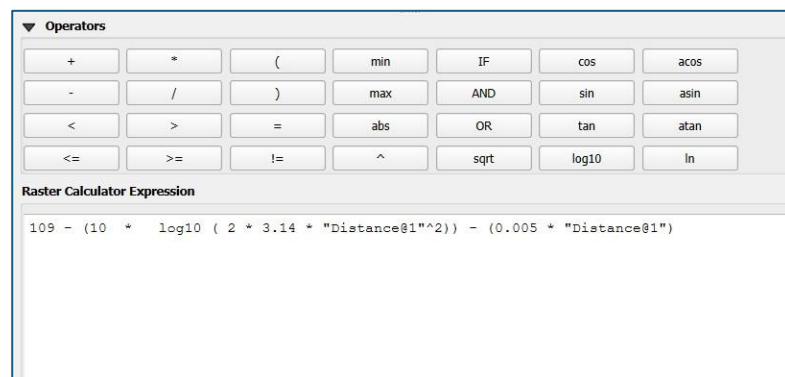 Operators
+ * ( min IF cos acos
- / ) max AND sin asin
< > = abs OR tan atan
<= >= != ^ sqrt log10 ln
Raster Calculator Expression
109 - (10  *   log10 ( 2 * 3.14 * "Distance@1"^2)) - (0.005 * "Distance@1")